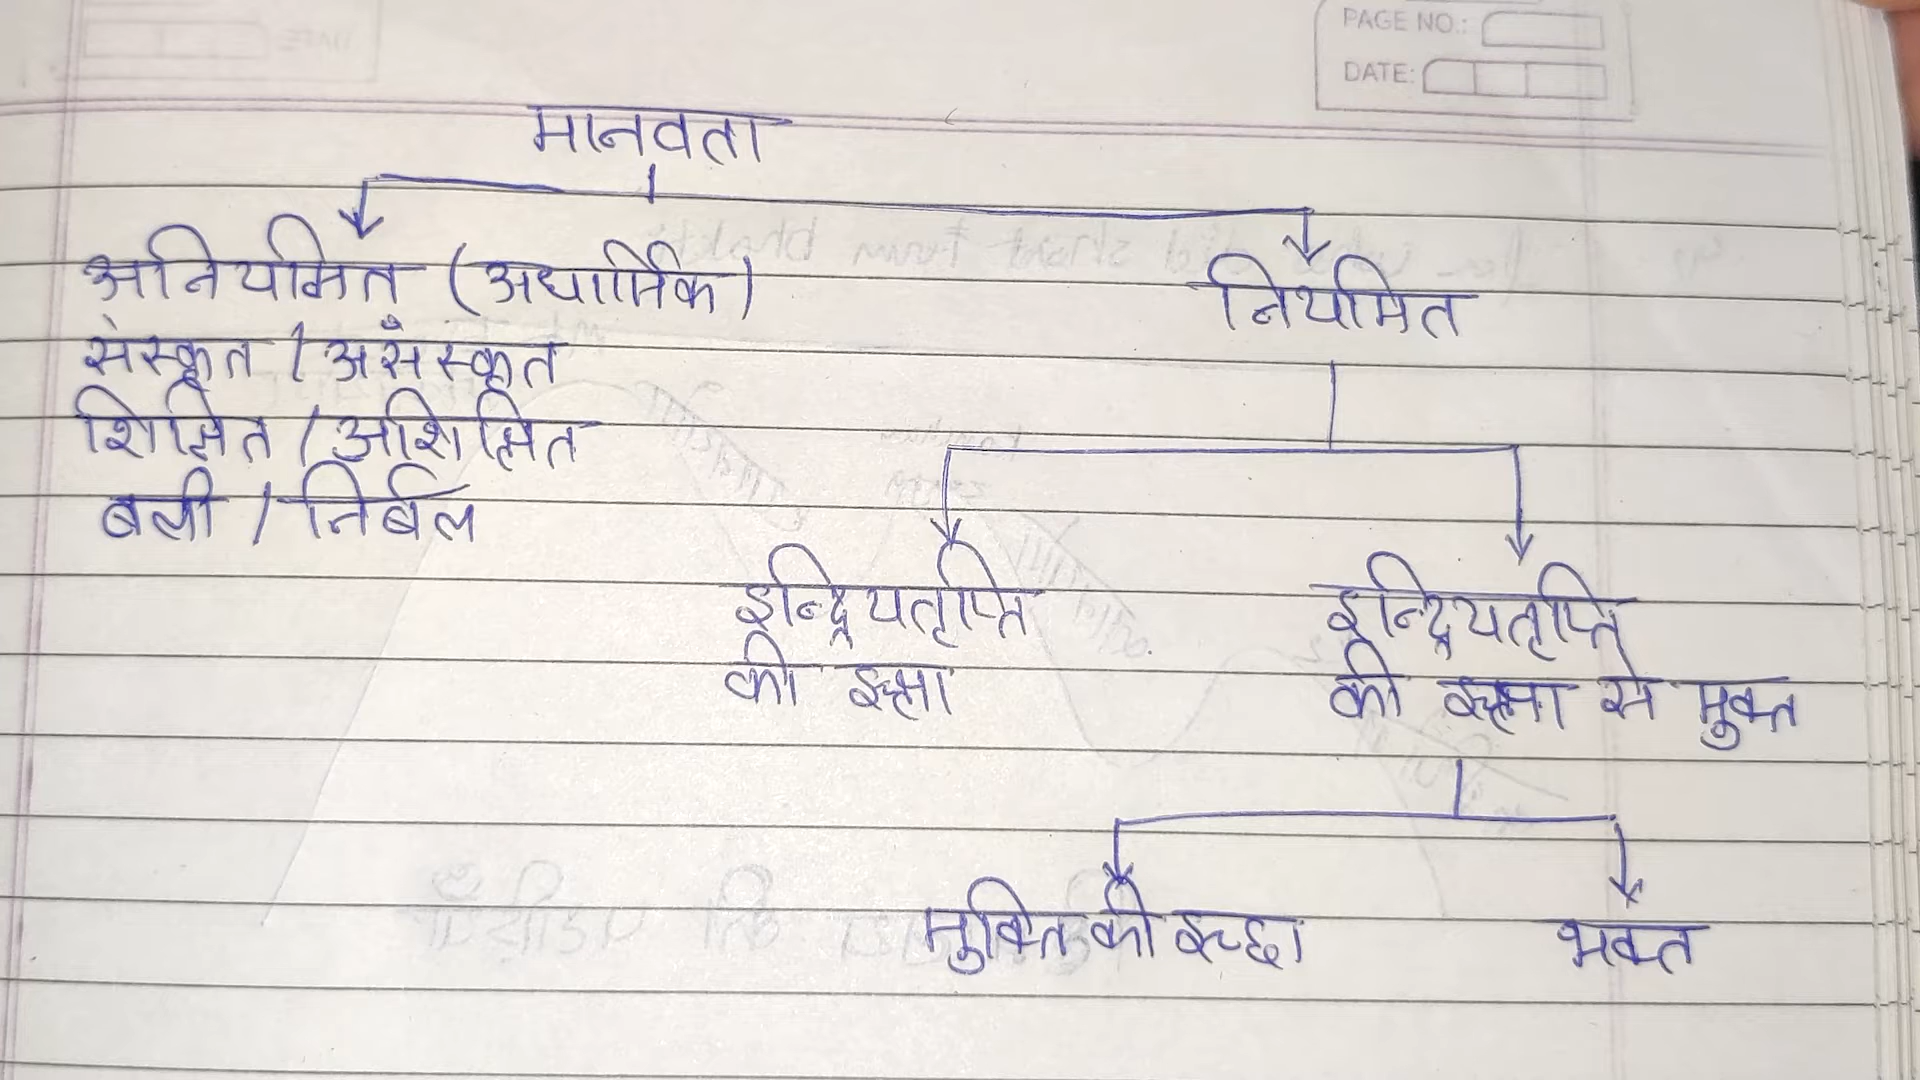 PAGE NO.:
DATE:
मानवता
अनियमित (अधार्मिक)
नियमित
संस्कृत / असँस्कृत
शिक्षित / अशिक्षित
बली / निर्बल
इन्द्रियतृप्ति
की इच्छा
इन्द्रियतृप्ति
की इच्छा से मुक्त
मुक्ति की इच्छा
भक्त